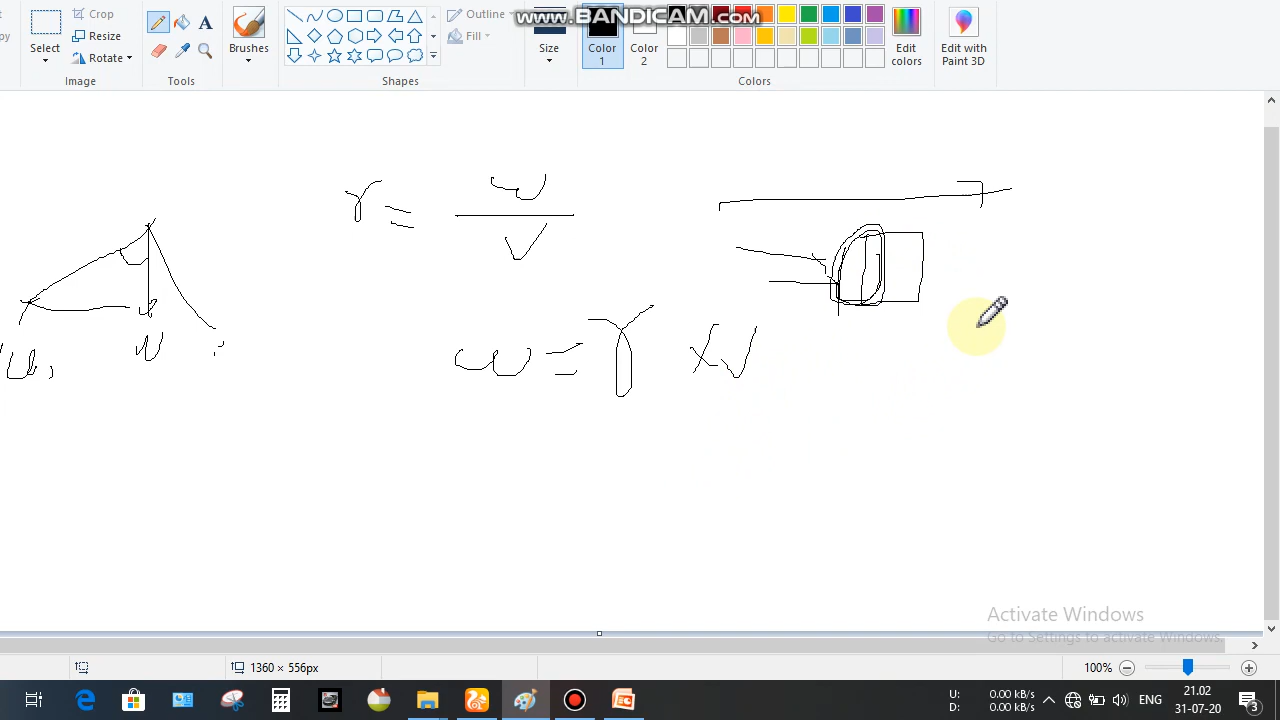 www.BANDICAM.com
Crop
Resi
Rotate
Select
Image
Tools
Brushes
Outline
Fill
Shapes
Size
Color
1
Color
2
Edit
colors
Edit with
Paint 3D
Colors
γ = w
V
w = γ × V
Activate Windows
Go to Settings to activate Windows.
1360 × 556px
100%
U: 0.00 kB/s
D: 0.00 kB/s
ENG
21.02
31-07-20
3